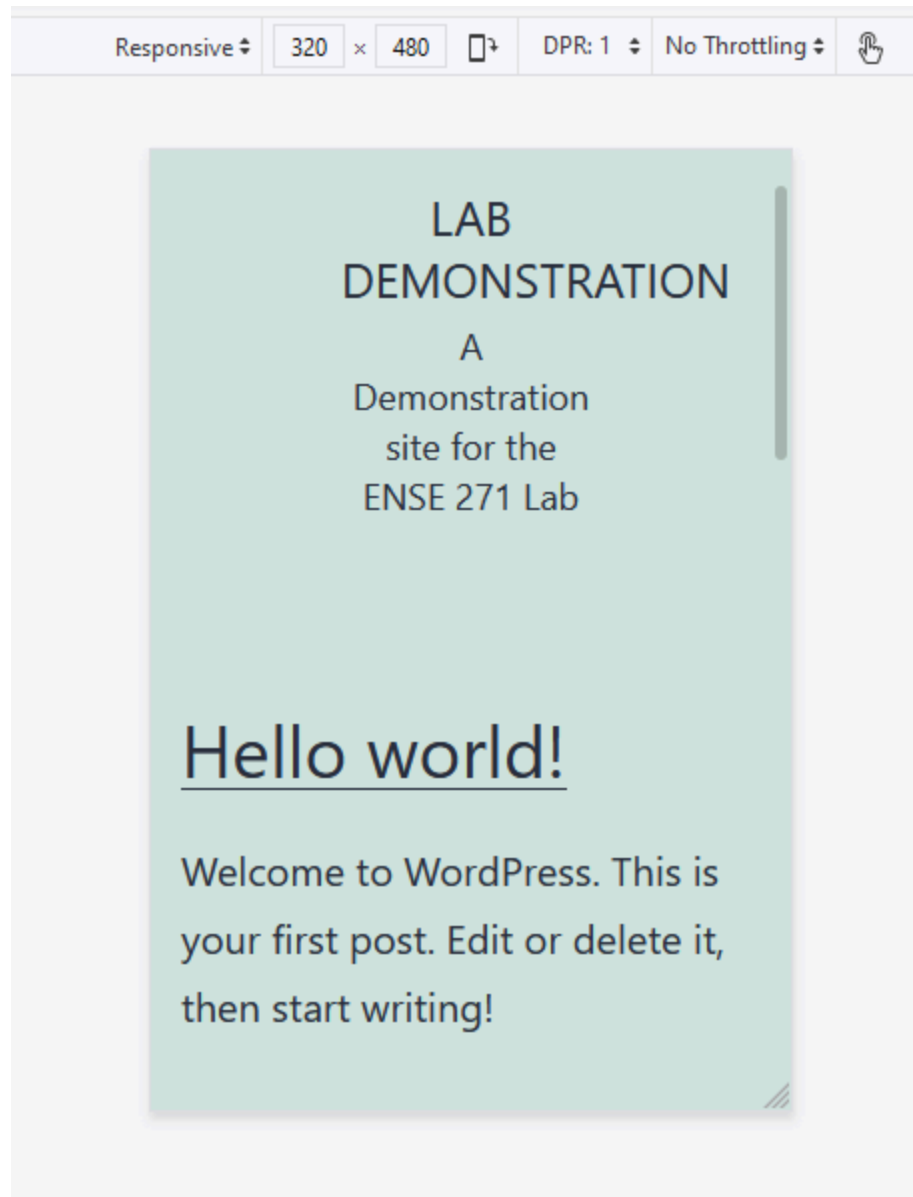 Responsive 320 × 480 DPR: 1 No Throttling
LAB
DEMONSTRATION
A
Demonstration
site for the
ENSE 271 Lab
Hello world!
Welcome to WordPress. This is
your first post. Edit or delete it,
then start writing!